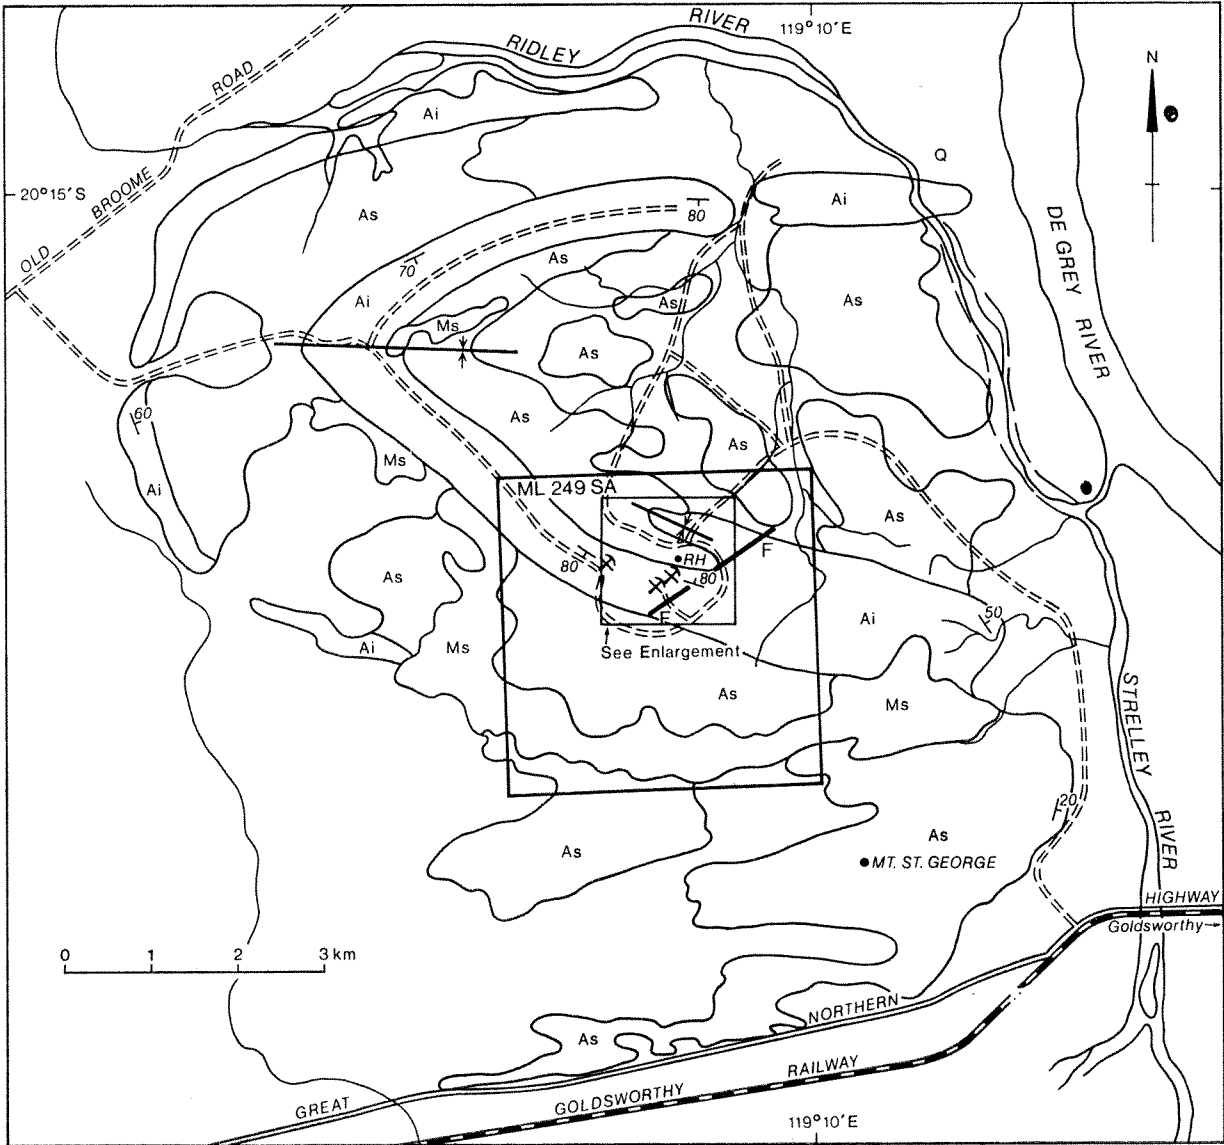 RIVER
119°10'E
RIDLEY
N
ROAD
Ai
Q
BROOME
20°15'S
As
Ai
80
DE GREY RIVER
OLD
As
70
Ai
As
As
Ms
As
60
As
As
Ms
Ai
ML 249 SA
As
F
RH
80
80
As
F
50
Ai
Ai
Ms
See Enlargement
As
Ms
STRELLEY
20
As
As
MT. ST. GEORGE
RIVER
HIGHWAY
Goldsworthy
0 1 2 3 km
NORTHERN
As
RAILWAY
GOLDSWORTHY
GREAT
119°10'E